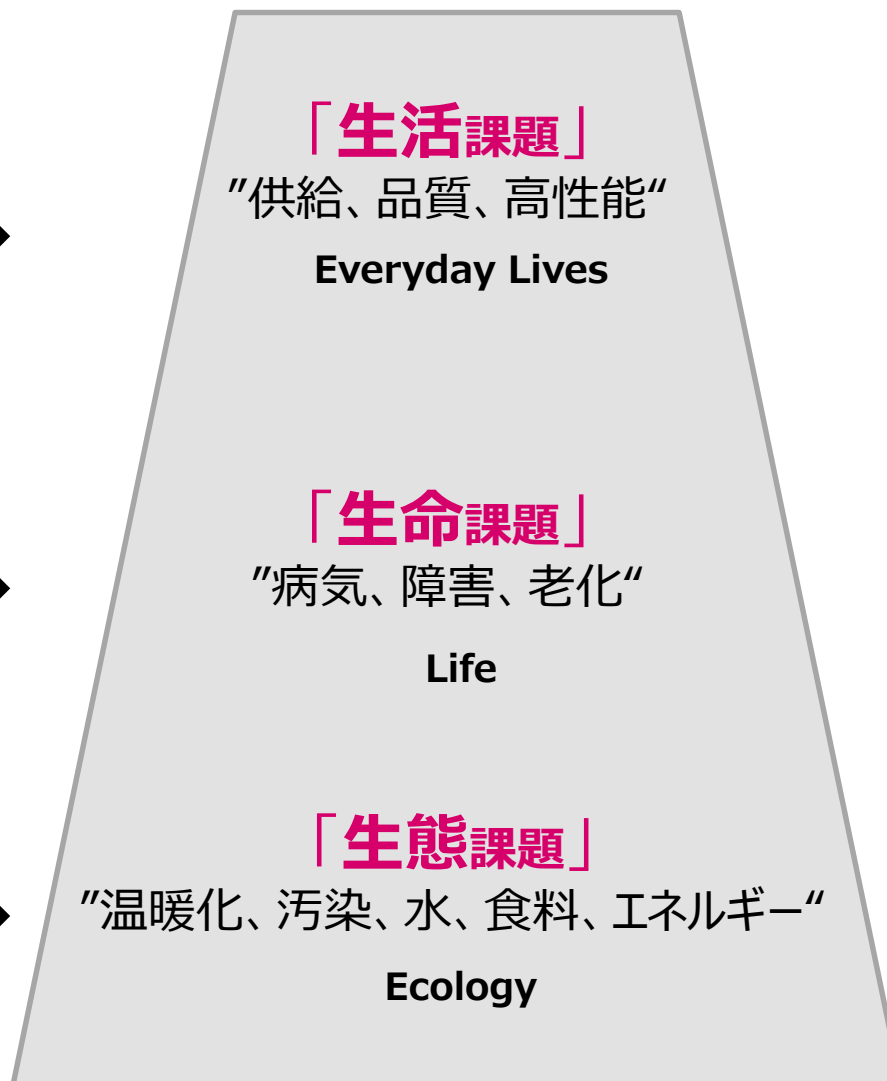 「生活課題」
”供給、品質、高性能“
Everyday Lives
「生命課題」
”病気、障害、老化“
Life
「生態課題」
”温暖化、汚染、水、食料、エネルギー“
Ecology